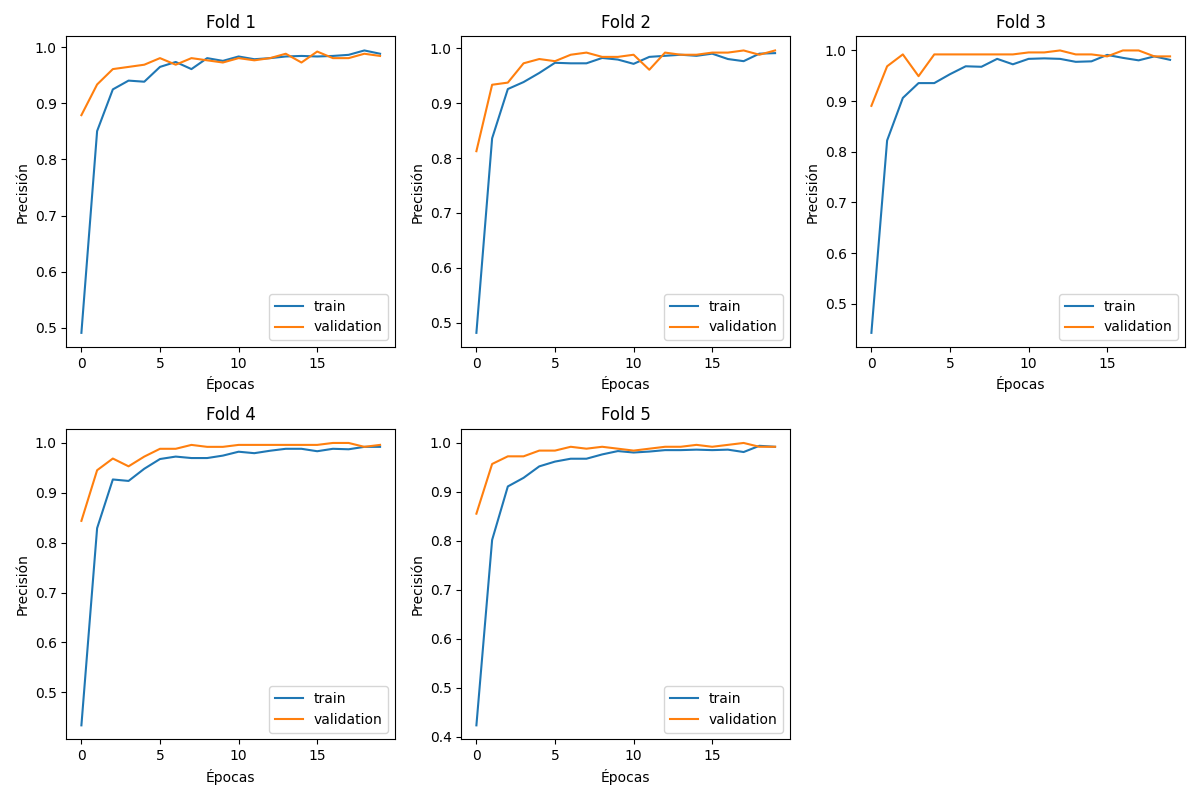 Fold 1
1.0
0.9
0.8
0.7
0.6
0.5
Precisión
train
validation
0 5 10 15
Épocas
Fold 2
1.0
0.9
0.8
0.7
0.6
0.5
Precisión
train
validation
0 5 10 15
Épocas
Fold 3
1.0
0.9
0.8
0.7
0.6
0.5
Precisión
train
validation
0 5 10 15
Épocas
Fold 4
1.0
0.9
0.8
0.7
0.6
0.5
Precisión
train
validation
0 5 10 15
Épocas
Fold 5
1.0
0.9
0.8
0.7
0.6
0.5
0.4
Precisión
train
validation
0 5 10 15
Épocas